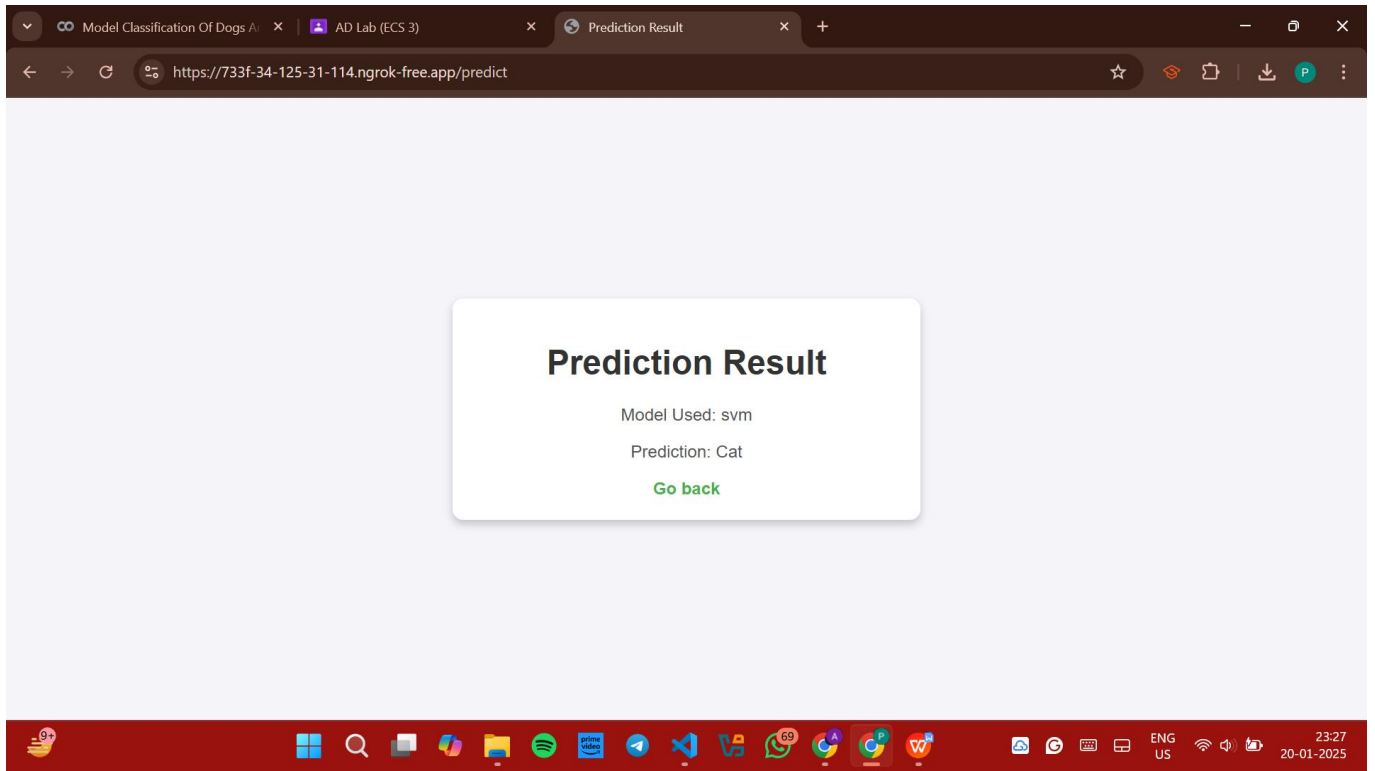 Model Classification Of Dogs A
AD Lab (ECS 3)
Prediction Result
https://733f-34-125-31-114.ngrok-free.app/predict
P
Prediction Result
Model Used: svm
Prediction: Cat
Go back
9+
prime
video
69
A
P
W
G
ENG
US
23:27
20-01-2025